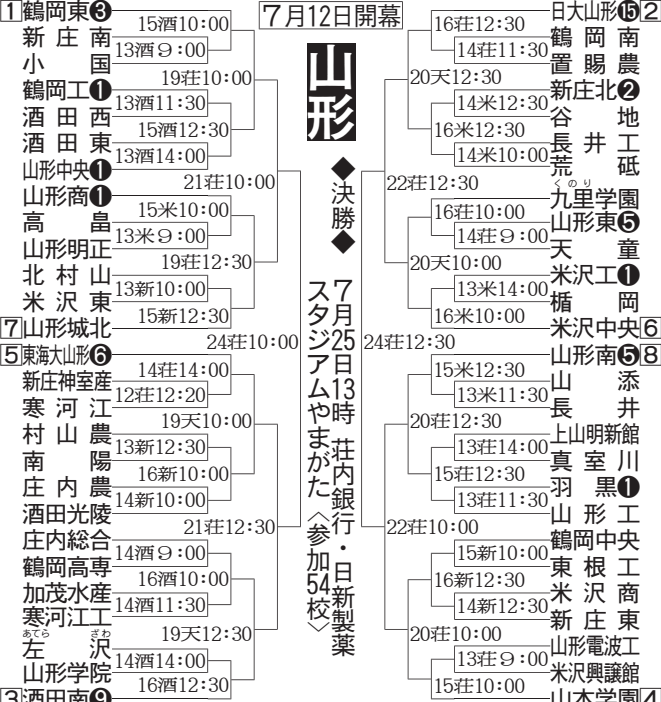 1 鶴岡東❸
15酒10:00
新庄南
13酒9:00
小国
19荘10:00
鶴岡工❶
13酒11:30
酒田西
15酒12:30
酒田東
13酒14:00
山形中央❶
21荘10:00
山形商❶
15米10:00
高畠
13米9:00
山形明正
19荘12:30
北村山
13新10:00
米沢東
15新12:30
7 山形城北
24荘10:00
5 東海大山形❻
14荘14:00
新庄神室産
12荘12:20
寒河江
19天10:00
村山農
13新12:30
南陽
16新10:00
庄内農
14新10:00
酒田光陵
21荘12:30
庄内総合
14酒9:00
鶴岡高専
16酒10:00
加茂水産
14酒11:30
寒河江工
19天12:30
あてら ざわ
左沢
14酒14:00
山形学院
16酒12:30
3 酒田南❾
7月12日開幕
山形
◆決勝◆
7月25日13時 荘内銀行・日新製薬
スタジアムやまがた〈参加54校〉
日大山形⓯2
16荘12:30
鶴岡南
14荘11:30
置賜農
20天12:30
新庄北❷
14米12:30
谷地
16米12:30
長井工
14米10:00
荒砥
22荘12:30
くのり
九里学園
16荘10:00
山形東❺
14荘9:00
天童
20天10:00
米沢工❶
13米14:00
楯岡
16米10:00
米沢中央6
24荘12:30
山形南❺8
15米12:30
山添
13米11:30
長井
20荘12:30
上山明新館
13荘14:00
真室川
15荘12:30
羽黒❶
13荘11:30
山形工
22荘10:00
鶴岡中央
15新10:00
東根工
16新12:30
米沢商
14新12:30
新庄東
20荘10:00
山形電波工
13荘9:00
米沢興譲館
15荘10:00
山本学園4